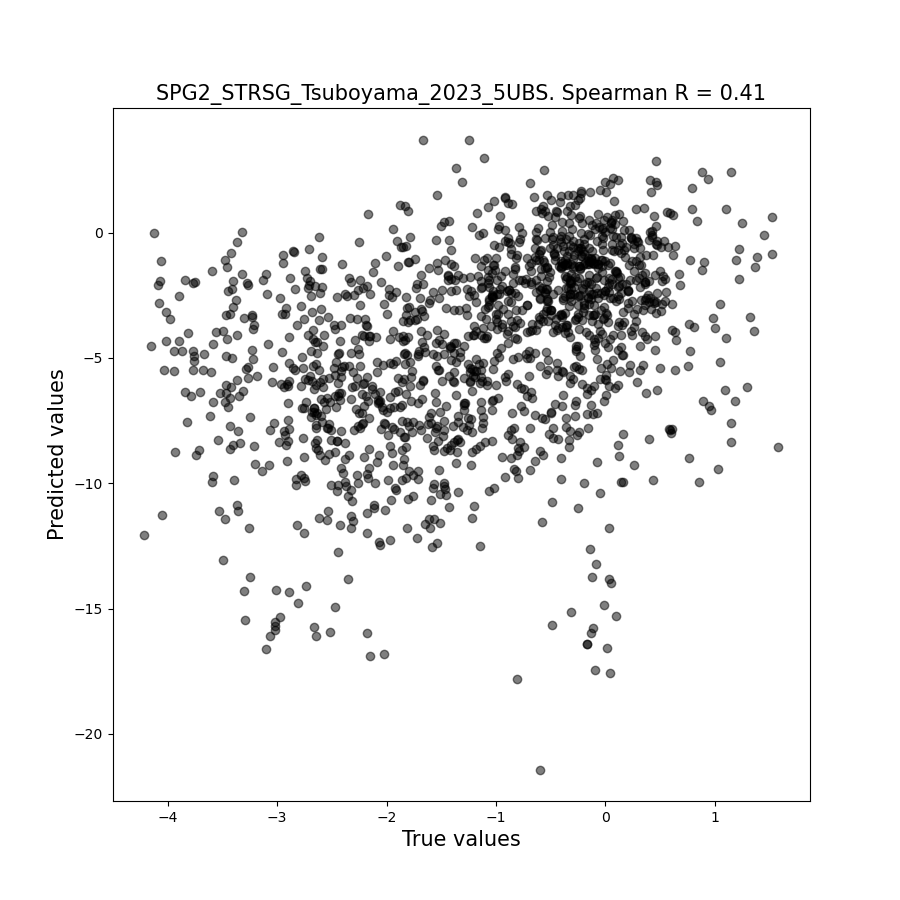 SPG2_STRSG_Tsuboyama_2023_5UBS. Spearman R = 0.41
0
−5
−10
−15
−20
Predicted values
−4 −3 −2 −1 0 1
True values